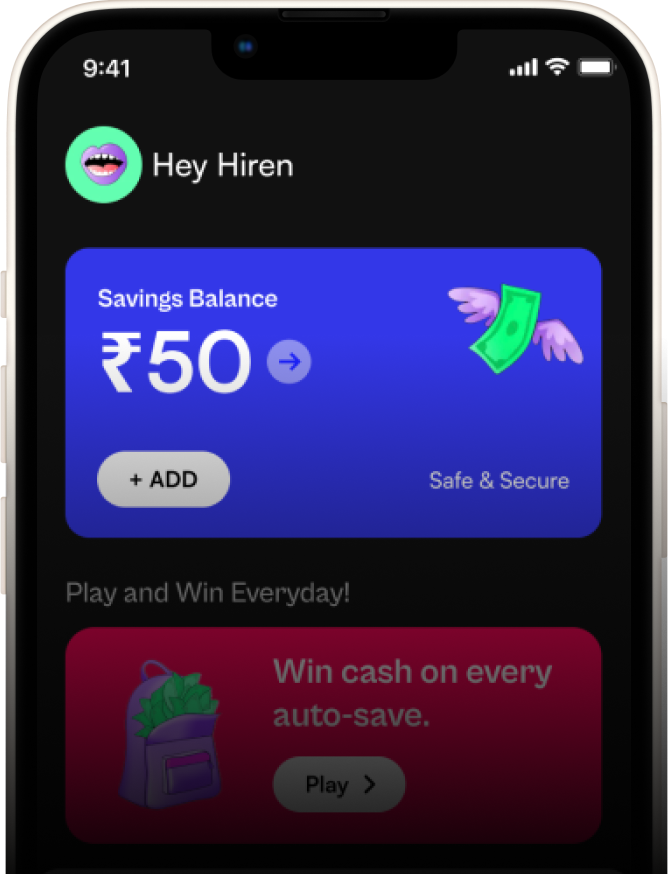 9:41
Hey Hiren
Savings Balance
₹50
+ ADD
Safe & Secure
Play and Win Everyday!
Win cash on every
auto-save.
Play